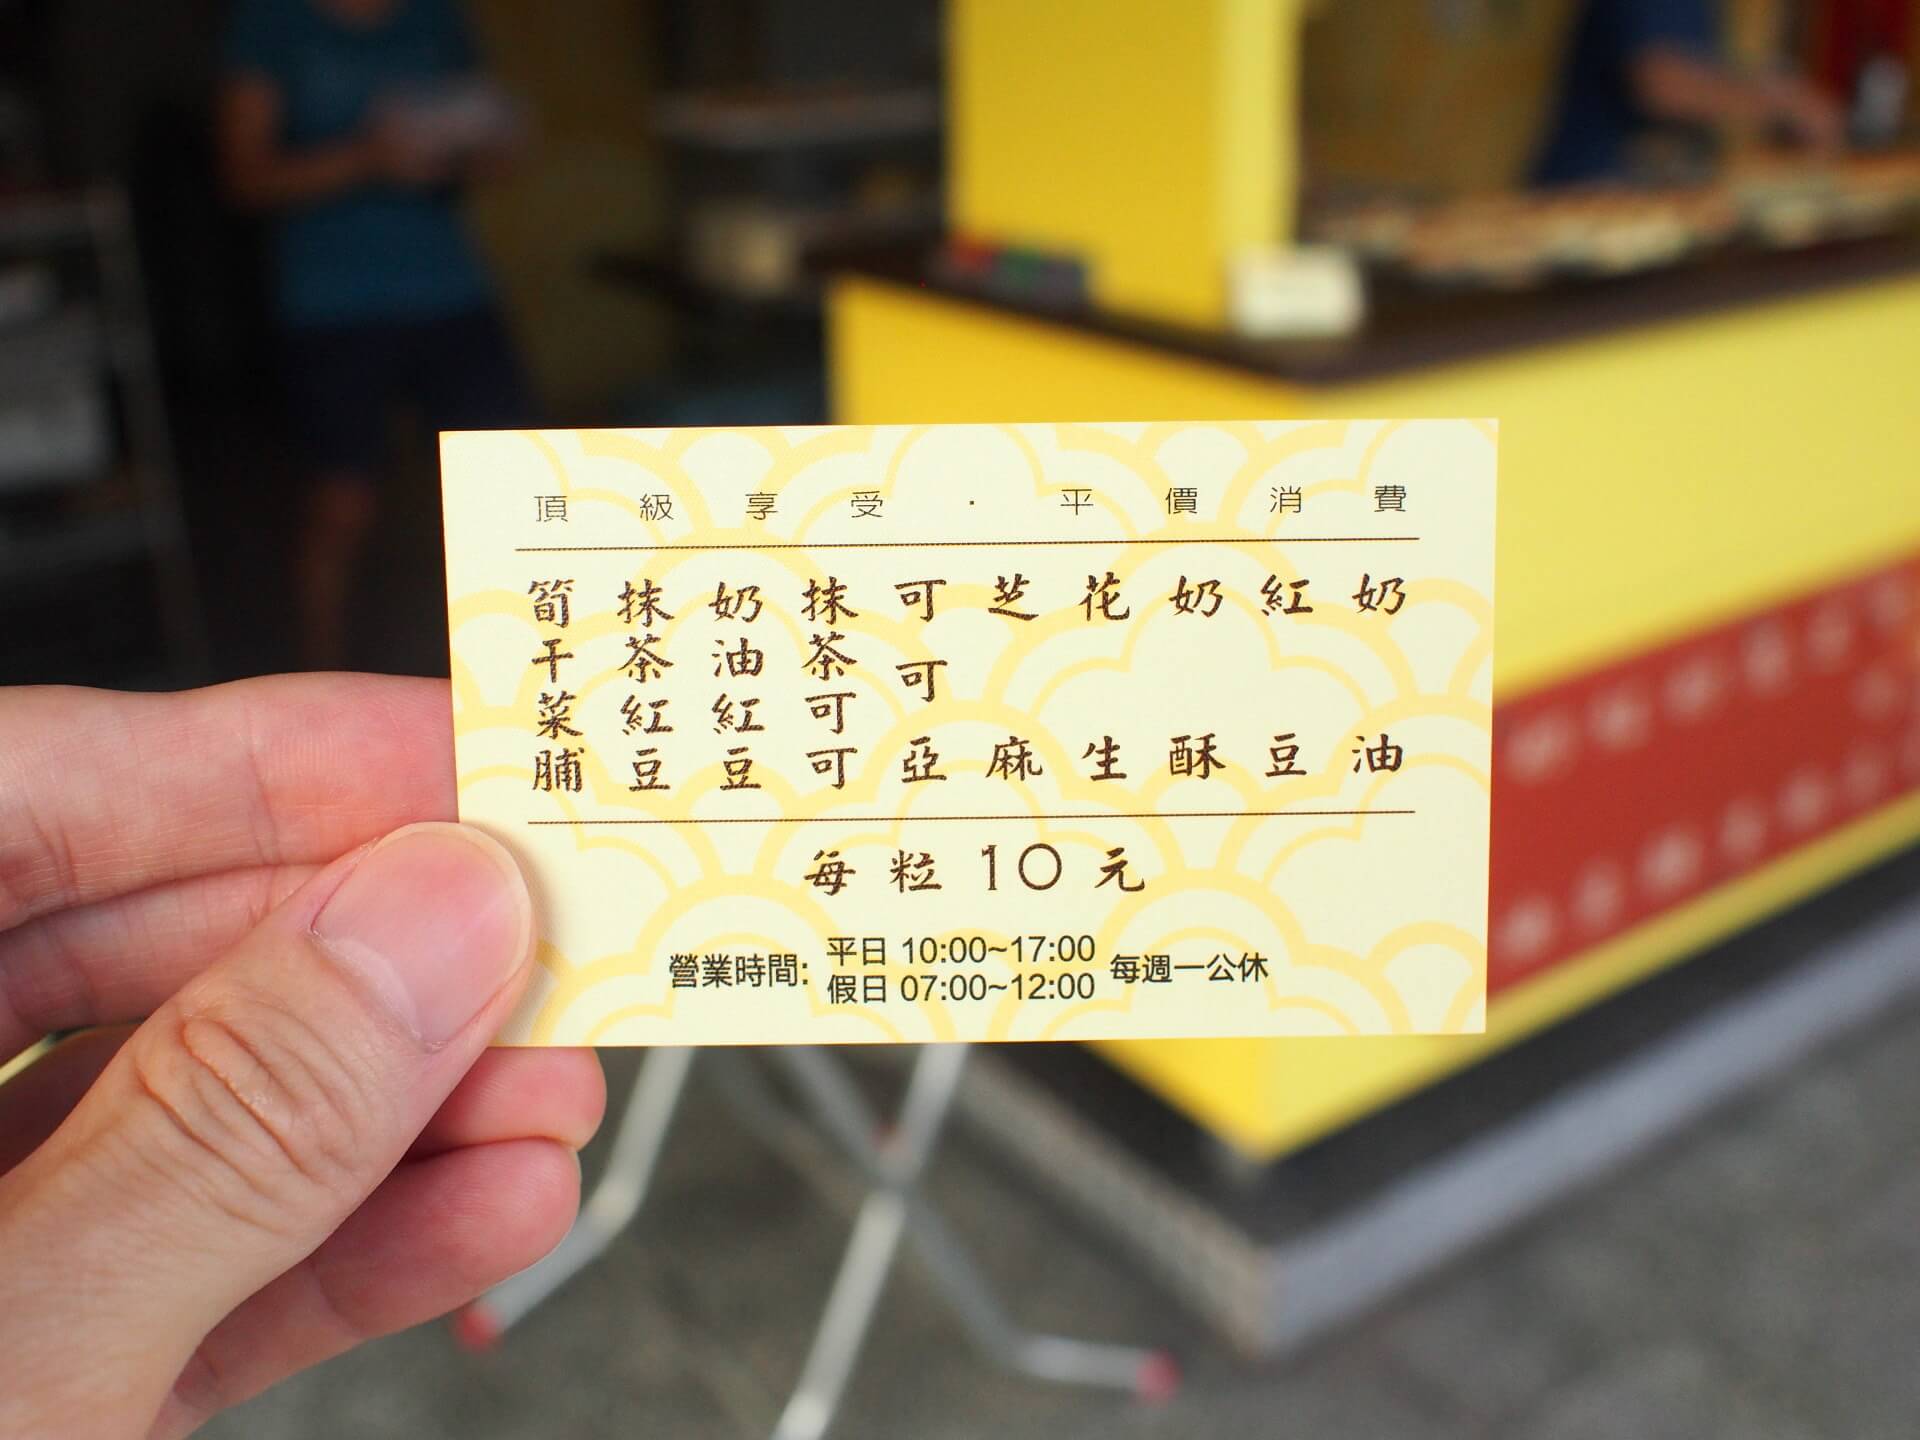 頂級享受．平價消費
奶油
紅豆
奶酥
花生
芝麻
可可亞
抹茶可可
奶油紅豆
抹茶紅豆
筍干菜脯
每粒10元
營業時間: 平日 10:00~17:00
假日 07:00~12:00
每週一公休